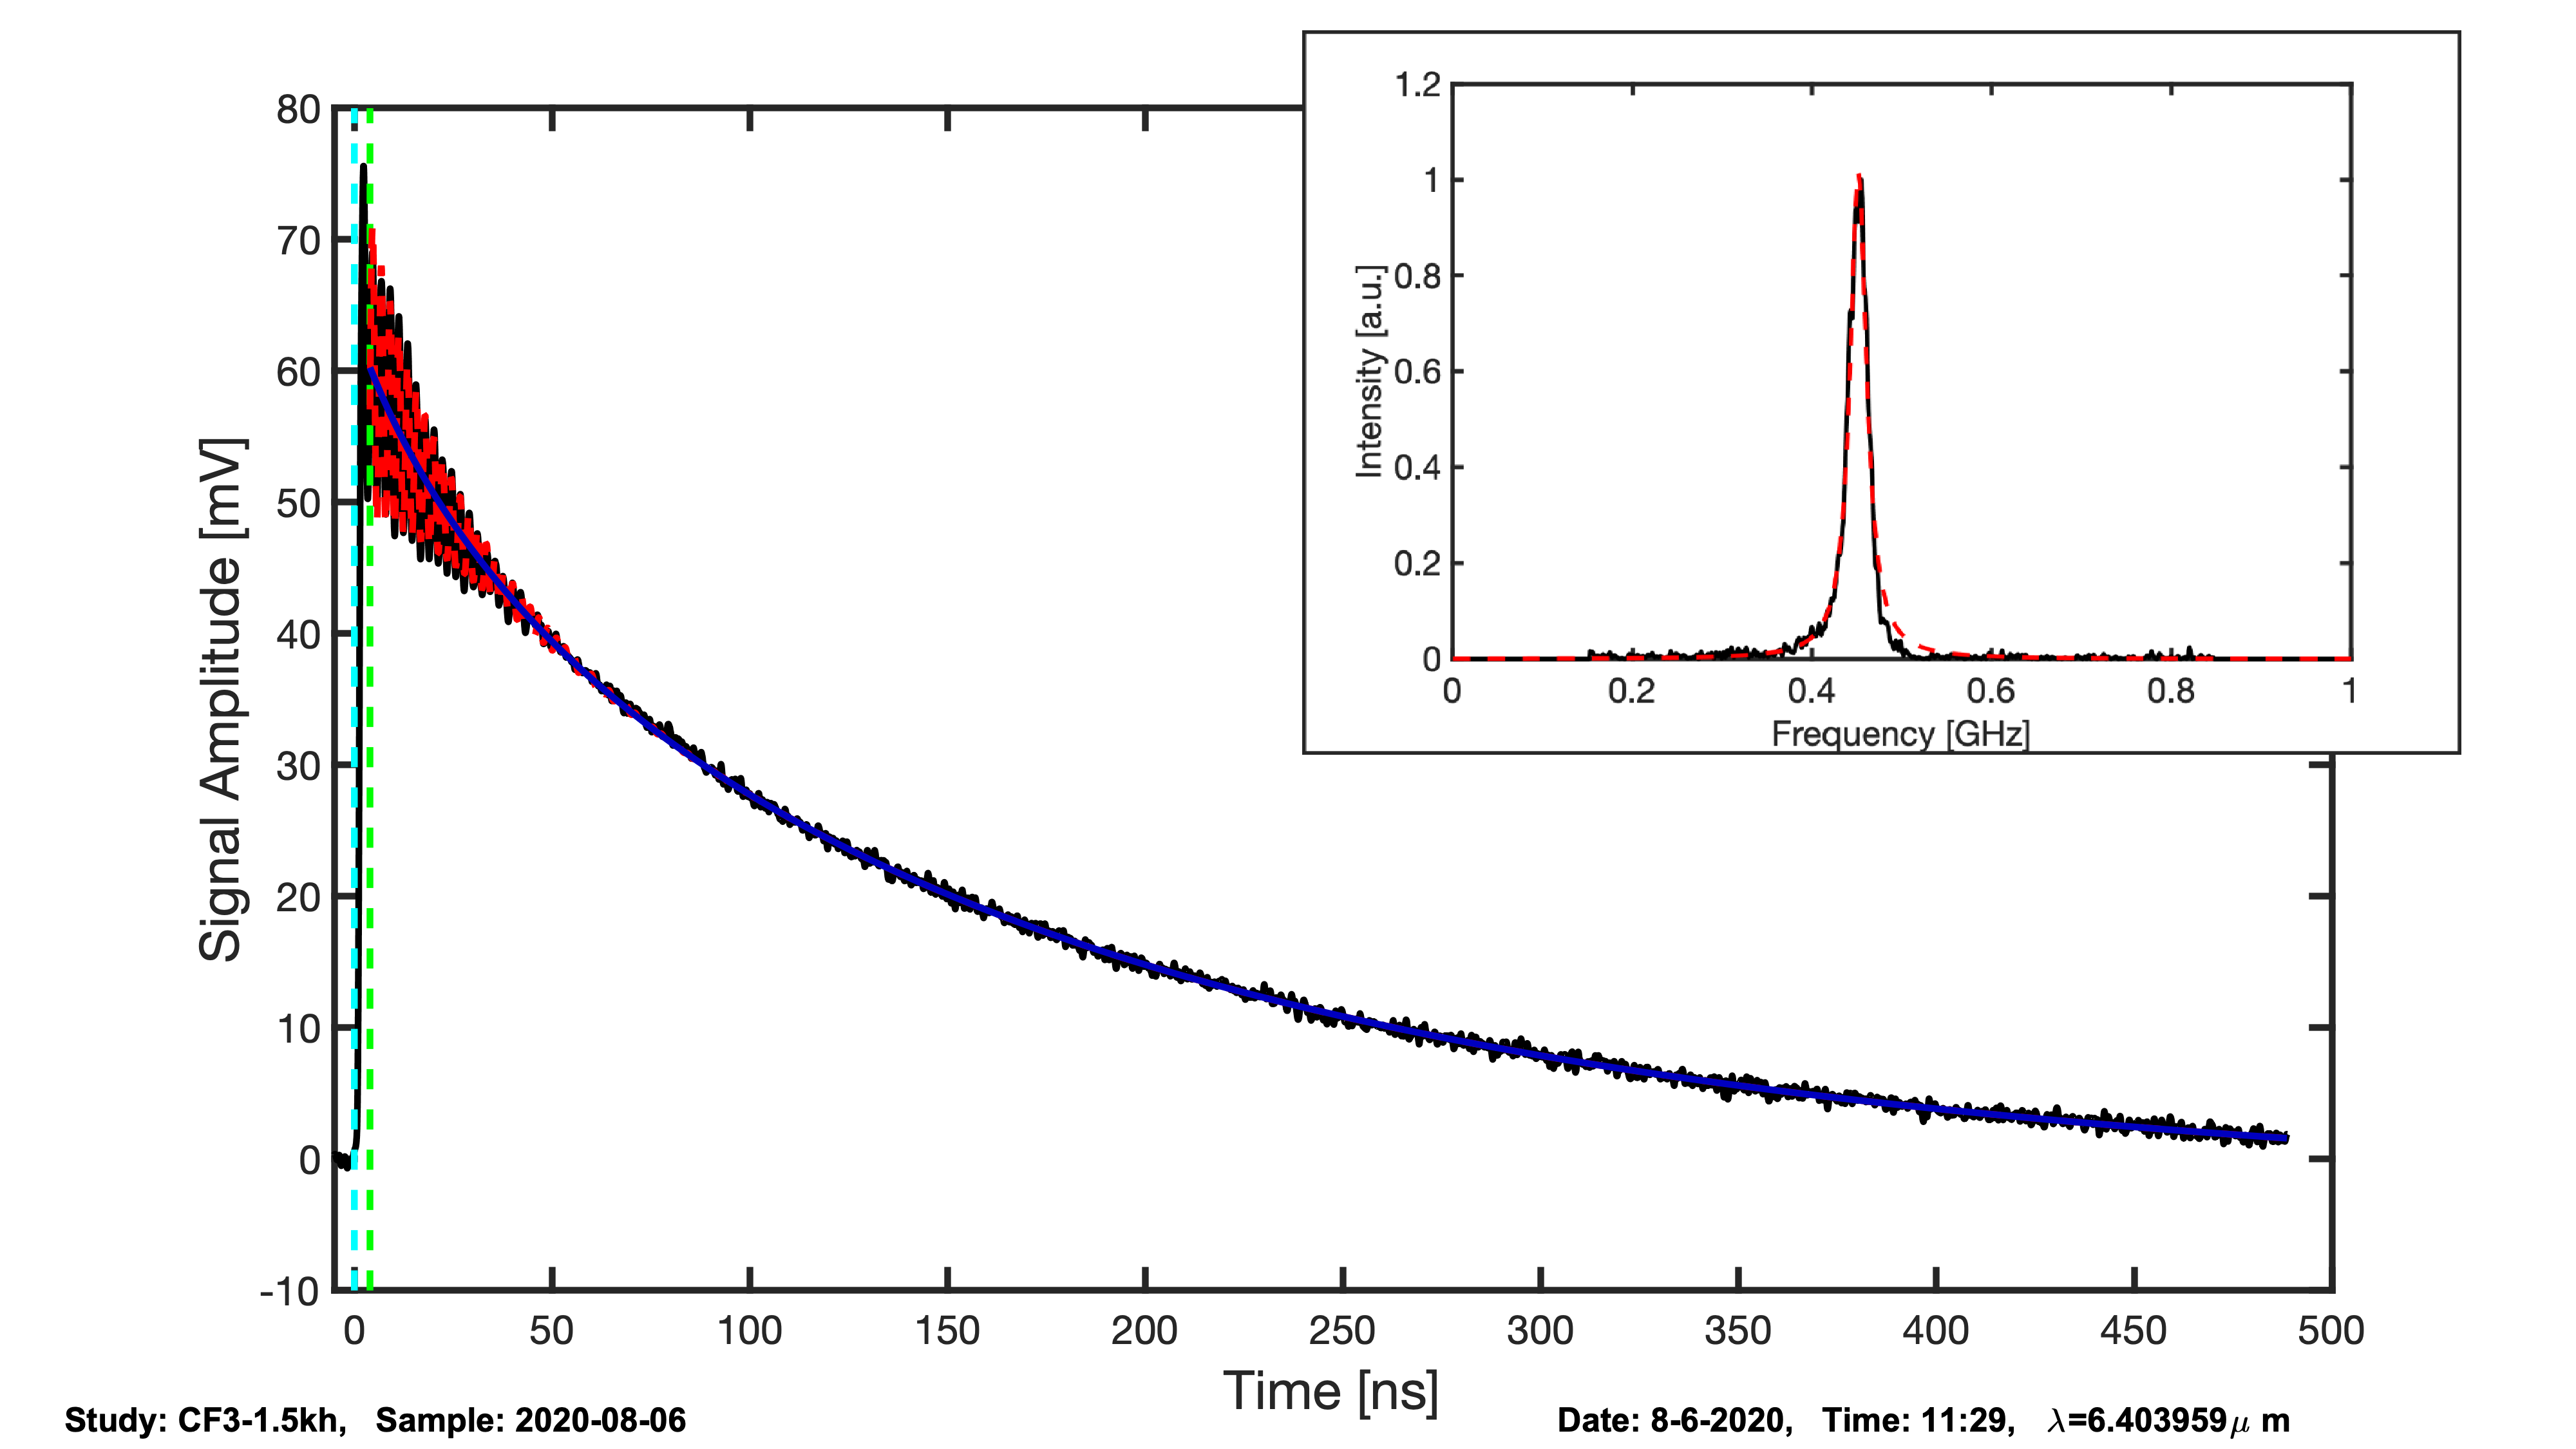 80
70
60
50
40
30
20
10
0
-10
Signal Amplitude [mV]
0 50 100 150 200 250 300 350 400 450 500
Time [ns]
1.2
1
0.8
0.6
0.4
0.2
0
Intensity [a.u.]
0 0.2 0.4 0.6 0.8 1
Frequency [GHz]
Study: CF3-1.5kh, Sample: 2020-08-06
Date: 8-6-2020, Time: 11:29, λ=6.403959μ m